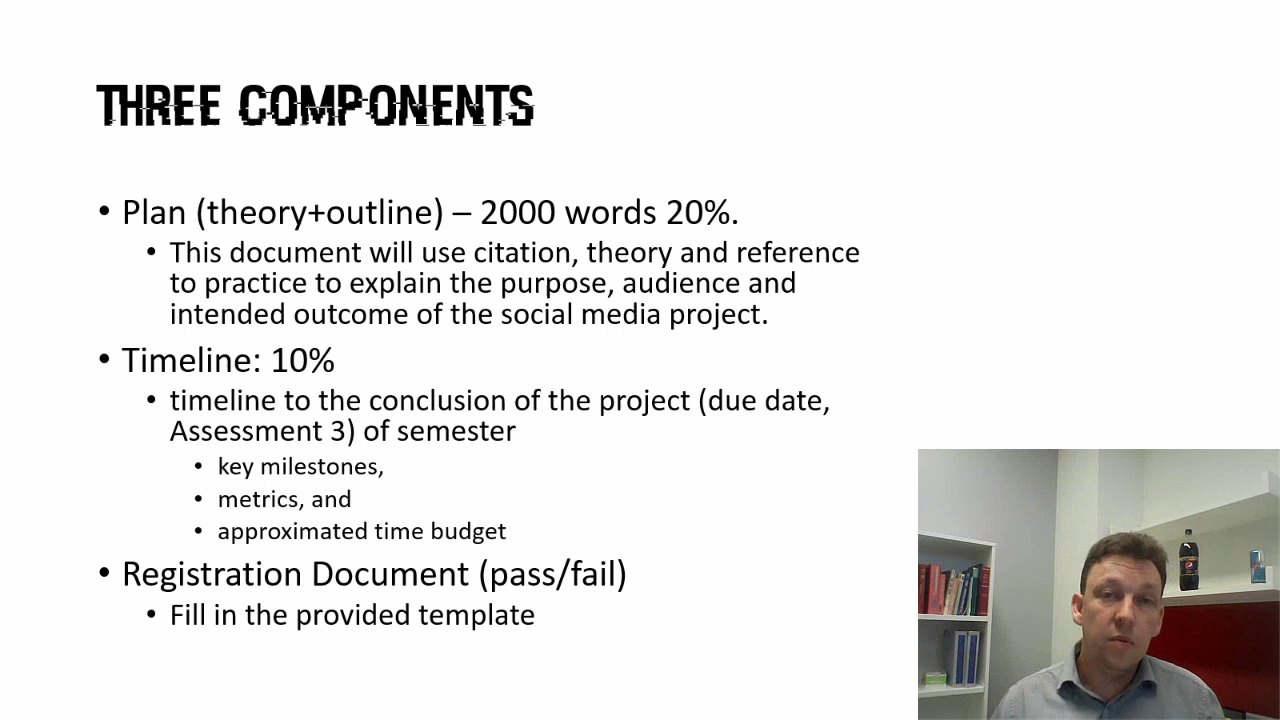 THREE COMPONENTS
• Plan (theory+outline) – 2000 words 20%.
• This document will use citation, theory and reference
to practice to explain the purpose, audience and
intended outcome of the social media project.
• Timeline: 10%
• timeline to the conclusion of the project (due date,
Assessment 3) of semester
• key milestones,
• metrics, and
• approximated time budget
• Registration Document (pass/fail)
• Fill in the provided template